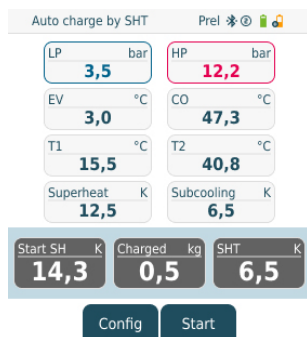 Auto charge by SHT Prel
LP bar HP bar
3,5 12,2
EV °C CO °C
3,0 47,3
T1 °C T2 °C
15,5 40,8
Superheat K Subcooling K
12,5 6,5
Start SH K Charged kg SHT K
14,3 0,5 6,5
Config Start